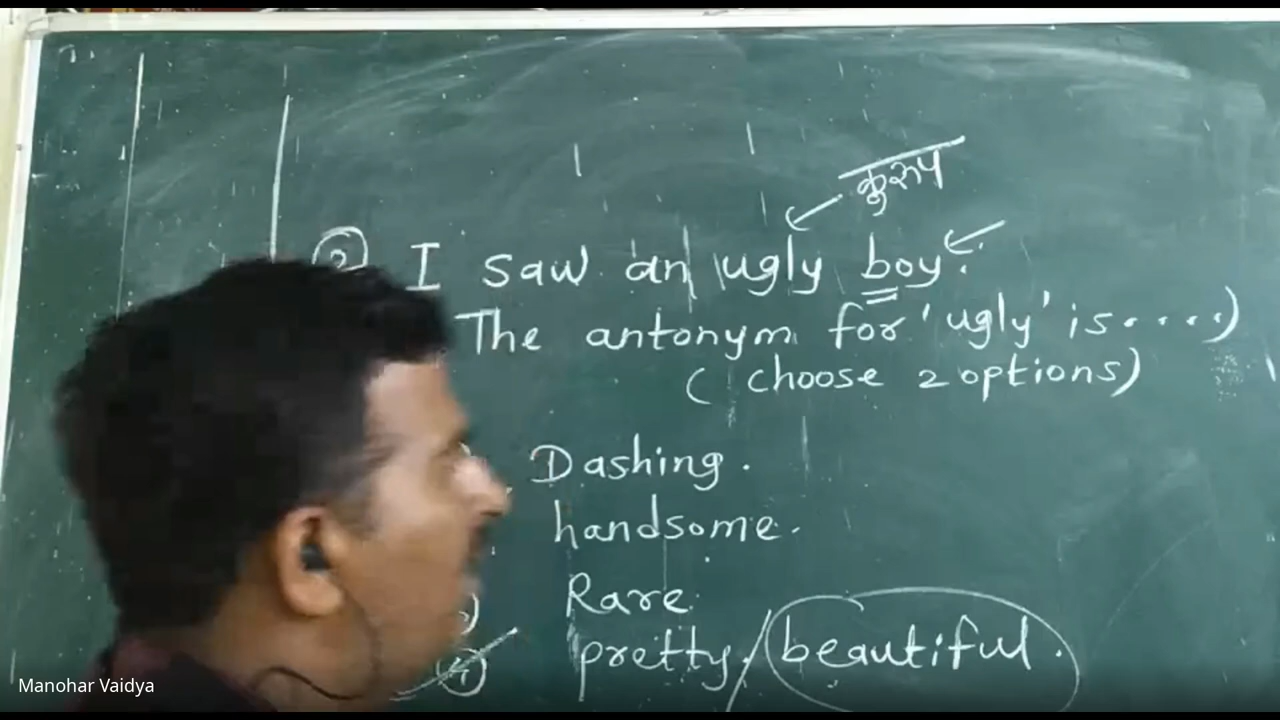 कुरुप
② I saw an ugly boy.
The antonym for 'ugly' is.....)
( choose 2 options)
Dashing.
handsome.
Rare
④ pretty./beautiful.
Manohar Vaidya